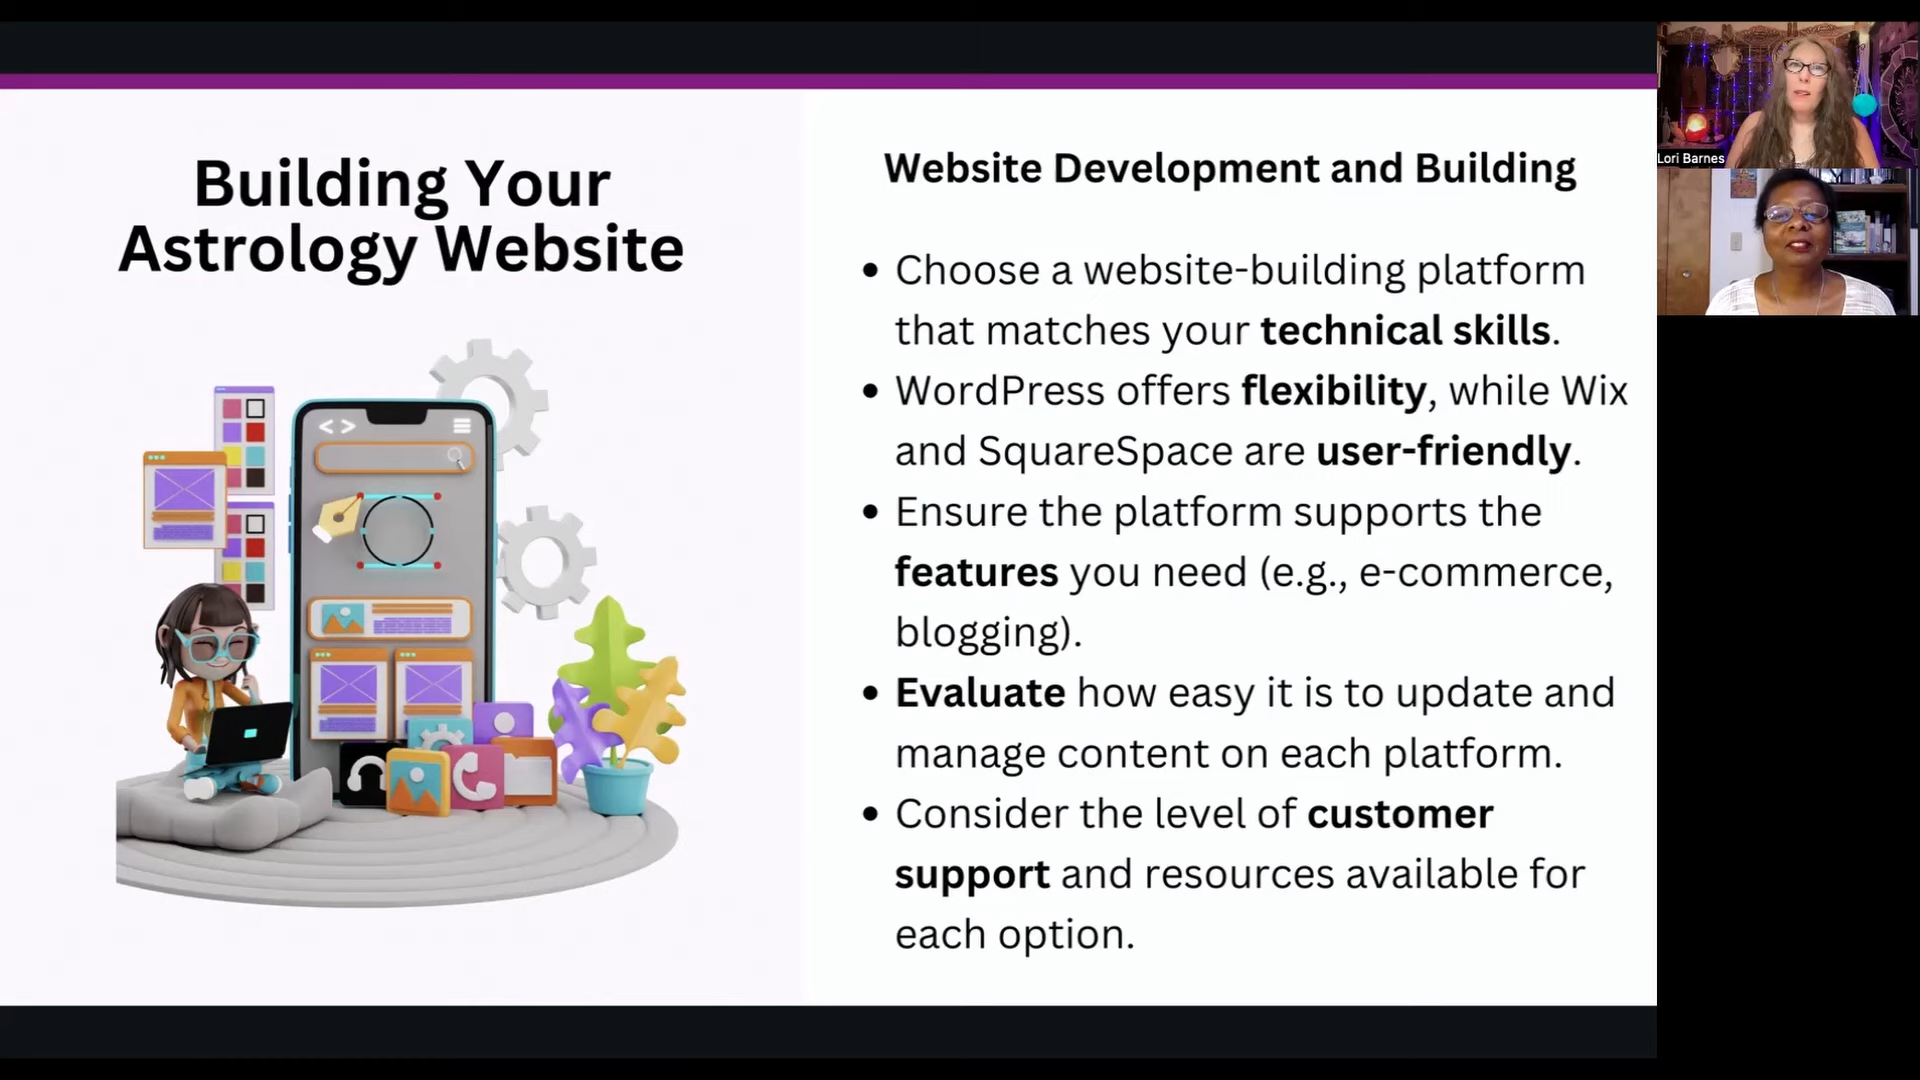 Building Your
Astrology Website
Website Development and Building
• Choose a website-building platform
that matches your technical skills.
• WordPress offers flexibility, while Wix
and SquareSpace are user-friendly.
• Ensure the platform supports the
features you need (e.g., e-commerce,
blogging).
• Evaluate how easy it is to update and
manage content on each platform.
• Consider the level of customer
support and resources available for
each option.
Lori Barnes